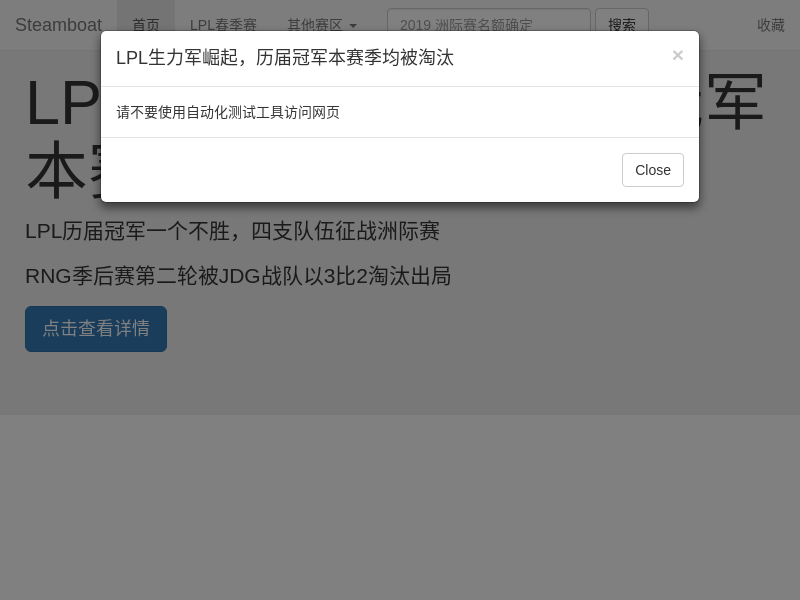 Steamboat 首页 LPL春季赛 其他赛区 2019 洲际赛名额确定 搜索 收藏
LPL生力军崛起，历届冠军本赛季均被淘汰 ×
请不要使用自动化测试工具访问网页
Close
LP 军
本赛
LPL历届冠军一个不胜，四支队伍征战洲际赛
RNG季后赛第二轮被JDG战队以3比2淘汰出局
点击查看详情